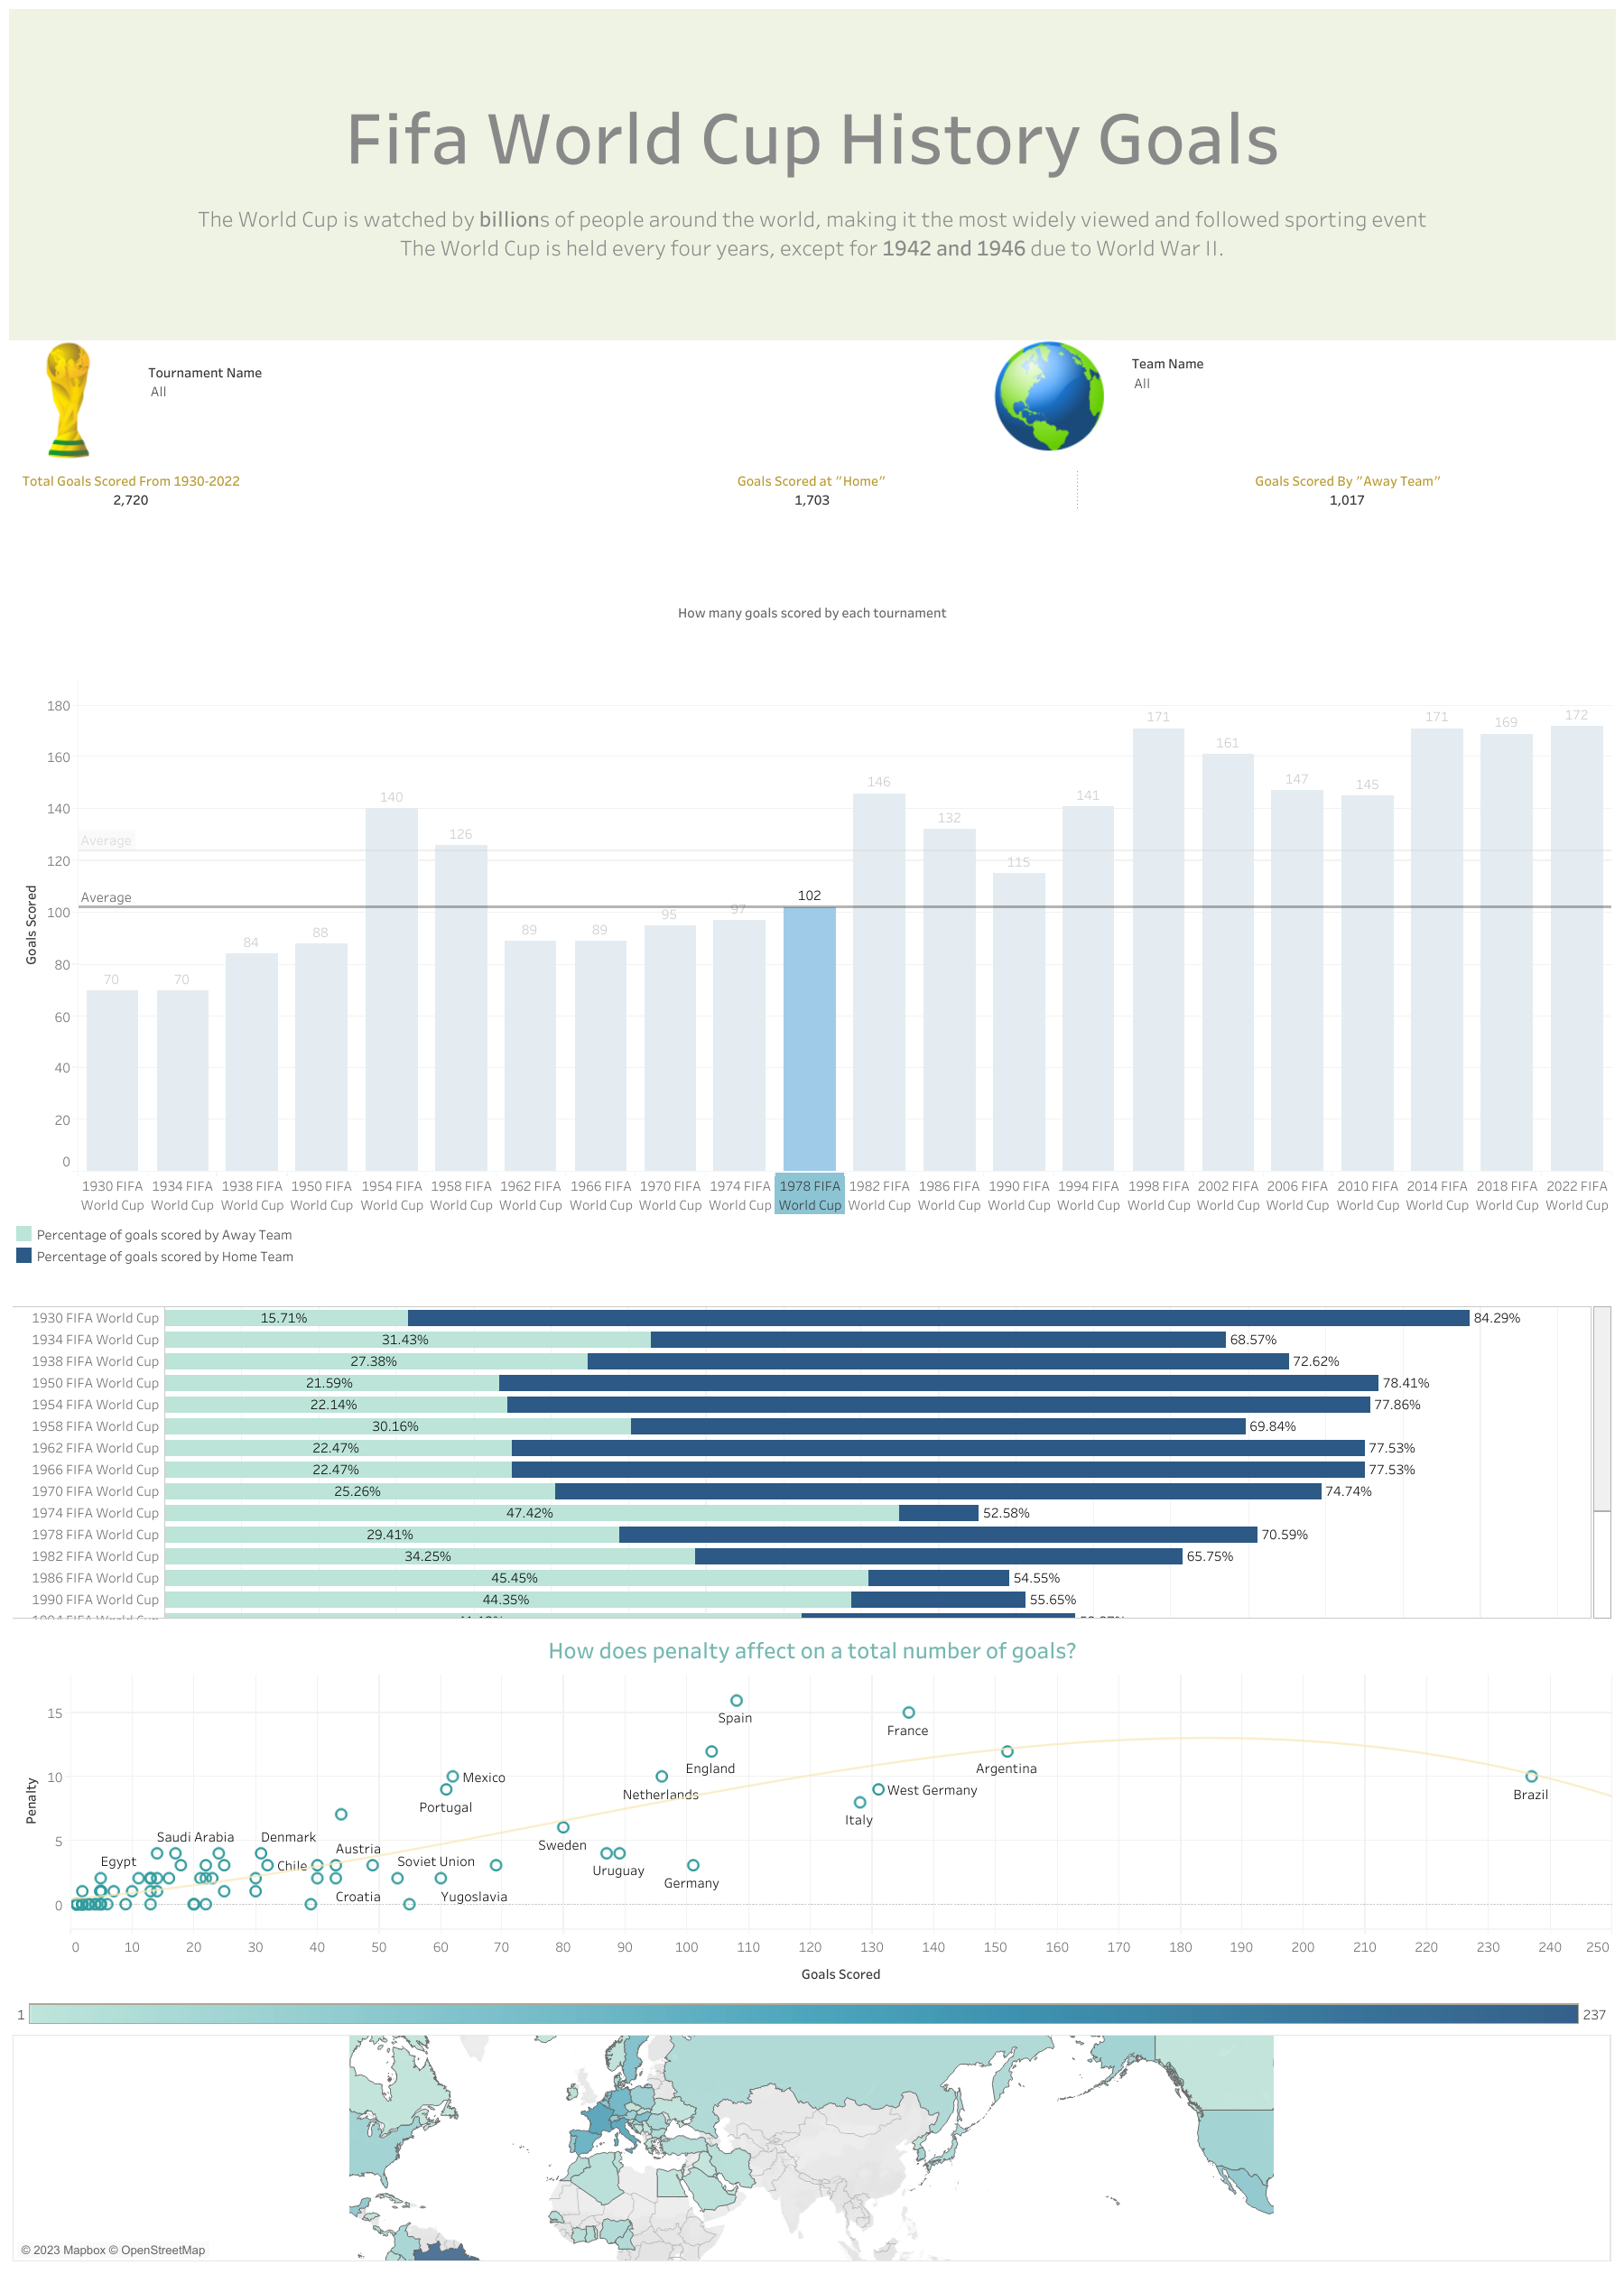 Fifa World Cup History Goals
The World Cup is watched by billions of people around the world, making it the most widely viewed and followed sporting event
The World Cup is held every four years, except for 1942 and 1946 due to World War II.
Tournament Name
All
Team Name
All
Total Goals Scored From 1930-2022
2,720
Goals Scored at "Home"
1,703
Goals Scored By "Away Team"
1,017
How many goals scored by each tournament
Goals Scored
180
160
140
120
100
80
60
40
20
0
Average
Average
70
70
84
88
140
126
89
89
95
97
102
146
132
115
141
171
161
147
145
171
169
172
1930 FIFA World Cup
1934 FIFA World Cup
1938 FIFA World Cup
1950 FIFA World Cup
1954 FIFA World Cup
1958 FIFA World Cup
1962 FIFA World Cup
1966 FIFA World Cup
1970 FIFA World Cup
1974 FIFA World Cup
1978 FIFA World Cup
1982 FIFA World Cup
1986 FIFA World Cup
1990 FIFA World Cup
1994 FIFA World Cup
1998 FIFA World Cup
2002 FIFA World Cup
2006 FIFA World Cup
2010 FIFA World Cup
2014 FIFA World Cup
2018 FIFA World Cup
2022 FIFA World Cup
Percentage of goals scored by Away Team
Percentage of goals scored by Home Team
1930 FIFA World Cup 15.71% 84.29%
1934 FIFA World Cup 31.43% 68.57%
1938 FIFA World Cup 27.38% 72.62%
1950 FIFA World Cup 21.59% 78.41%
1954 FIFA World Cup 22.14% 77.86%
1958 FIFA World Cup 30.16% 69.84%
1962 FIFA World Cup 22.47% 77.53%
1966 FIFA World Cup 22.47% 77.53%
1970 FIFA World Cup 25.26% 74.74%
1974 FIFA World Cup 47.42% 52.58%
1978 FIFA World Cup 29.41% 70.59%
1982 FIFA World Cup 34.25% 65.75%
1986 FIFA World Cup 45.45% 54.55%
1990 FIFA World Cup 44.35% 55.65%
How does penalty affect on a total number of goals?
Penalty
15
10
5
0
Spain
France
England
Argentina
Mexico
Netherlands
West Germany
Brazil
Portugal
Italy
Saudi Arabia
Denmark
Austria
Sweden
Egypt
Chile
Soviet Union
Uruguay
Germany
Croatia
Yugoslavia
0 10 20 30 40 50 60 70 80 90 100 110 120 130 140 150 160 170 180 190 200 210 220 230 240 250
Goals Scored
1 237
© 2023 Mapbox © OpenStreetMap